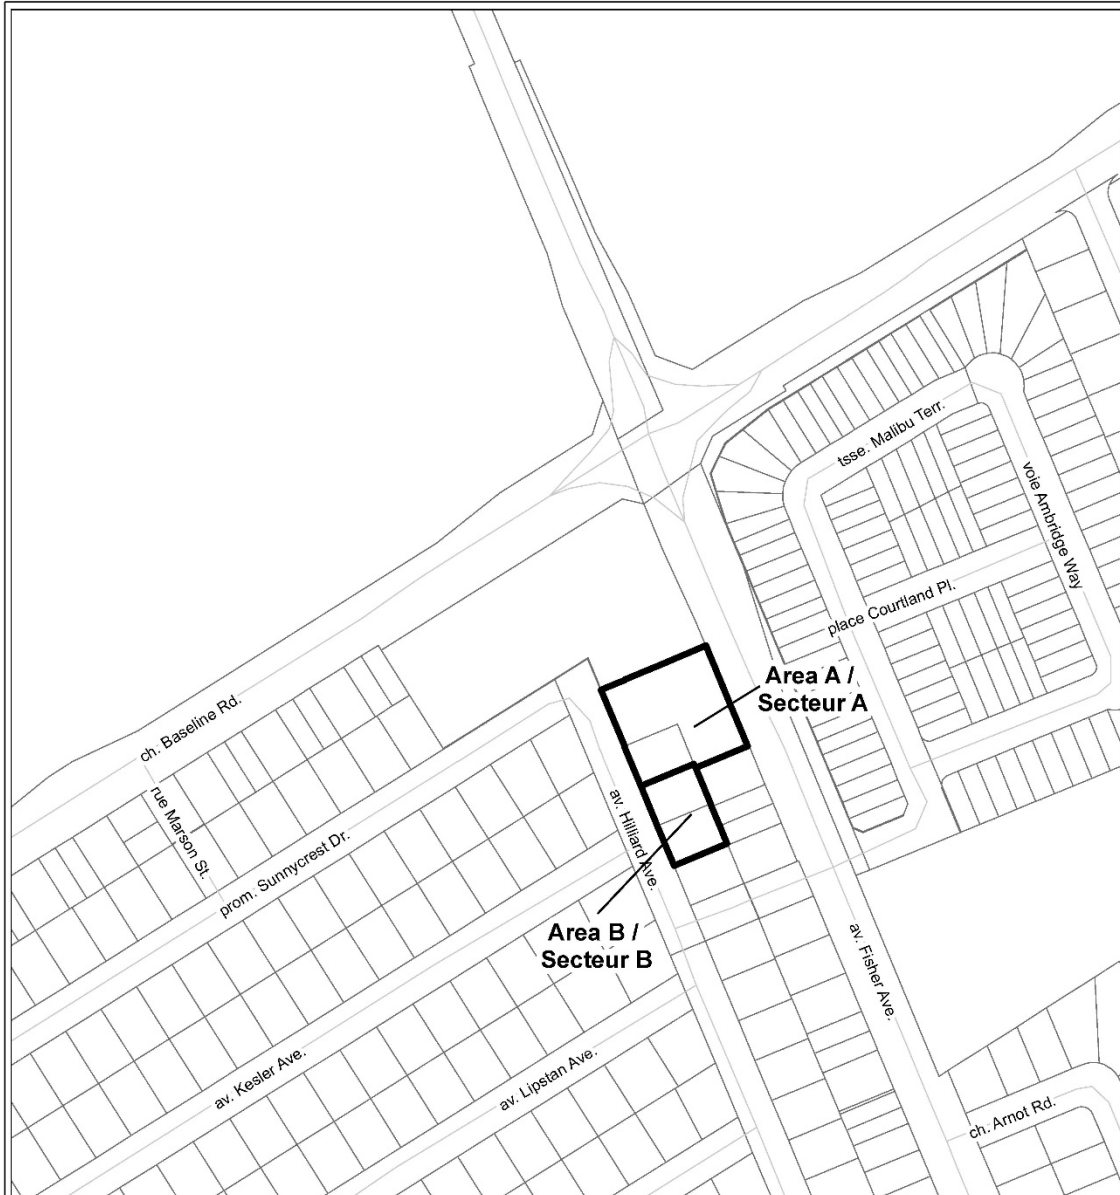 tsse. Malibu Terr.
voie Ambridge Way
place Courtland Pl.
Area A /
Secteur A
ch. Baseline Rd.
rue Marson St.
av. Hilliard Ave.
prom. Sunnycrest Dr.
Area B /
Secteur B
av. Fisher Ave.
av. Kesler Ave.
av. Lipstan Ave.
ch. Arnot Rd.